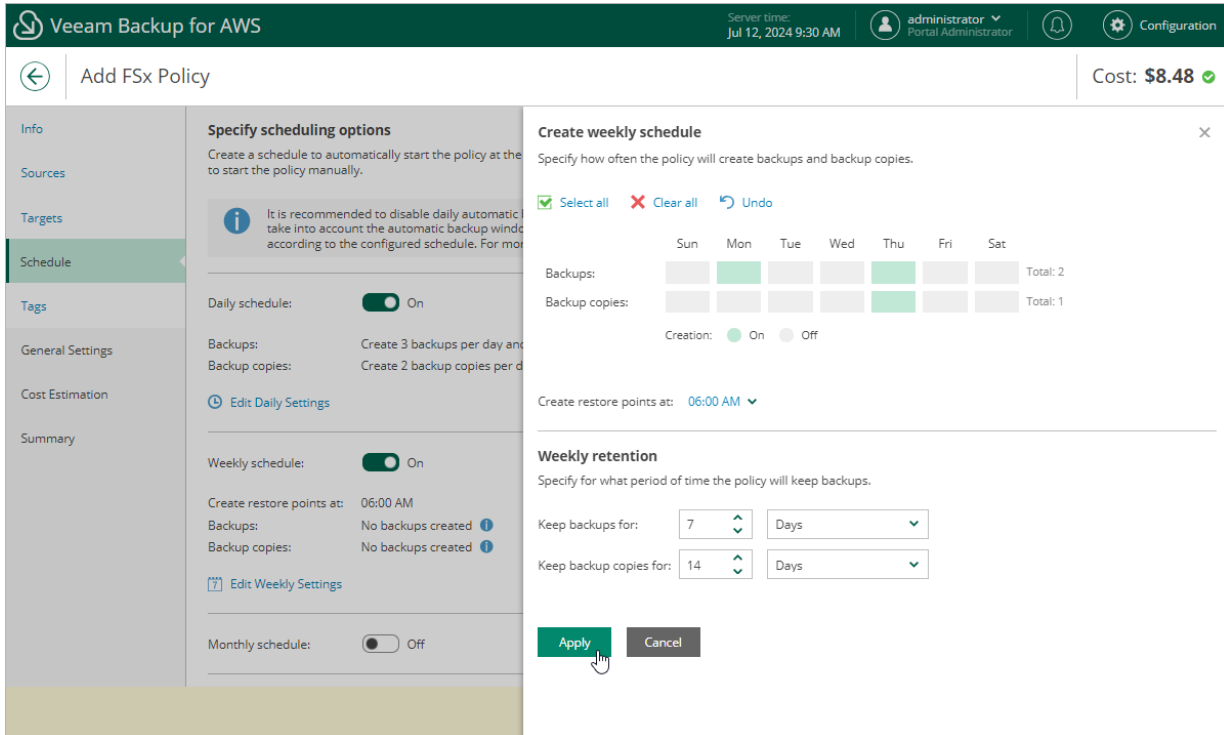 Veeam Backup for AWS
Server time:
Jul 12, 2024 9:30 AM
administrator
Portal Administrator
Configuration
Add FSx Policy
Cost: $8.48
Info
Sources
Targets
Schedule
Tags
General Settings
Cost Estimation
Summary
Specify scheduling options
Create a schedule to automatically start the policy at the
to start the policy manually.
It is recommended to disable daily automatic
take into account the automatic backup windo
according to the configured schedule. For mor
Daily schedule: On
Backups: Create 3 backups per day and
Backup copies: Create 2 backup copies per d
Edit Daily Settings
Weekly schedule: On
Create restore points at: 06:00 AM
Backups: No backups created
Backup copies: No backups created
7 Edit Weekly Settings
Monthly schedule: Off
Create weekly schedule
Specify how often the policy will create backups and backup copies.
Select all Clear all Undo
Sun Mon Tue Wed Thu Fri Sat
Backups: Total: 2
Backup copies: Total: 1
Creation: On Off
Create restore points at: 06:00 AM
Weekly retention
Specify for what period of time the policy will keep backups.
Keep backups for: 7 Days
Keep backup copies for: 14 Days
Apply Cancel